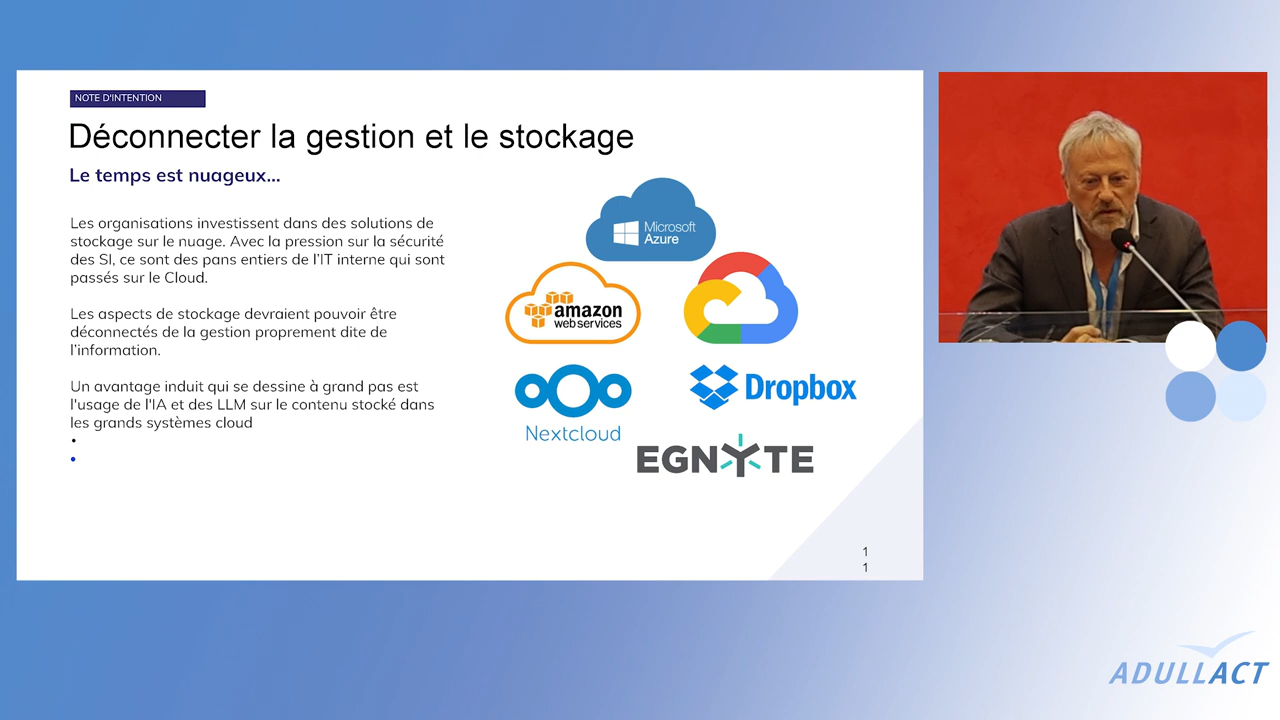 NOTE D'INTENTION
Déconnecter la gestion et le stockage
Le temps est nuageux...
Les organisations investissent dans des solutions de
stockage sur le nuage. Avec la pression sur la sécurité
des SI, ce sont des pans entiers de l'IT interne qui sont
passés sur le Cloud.
Les aspects de stockage devraient pouvoir être
déconnectés de la gestion proprement dite de
l'information.
Un avantage induit qui se dessine à grand pas est
l'usage de l'IA et des LLM sur le contenu stocké dans
les grands systèmes cloud
Microsoft
Azure
amazon
web services
Nextcloud
Dropbox
EGNYTE
1
1
ADULLACT